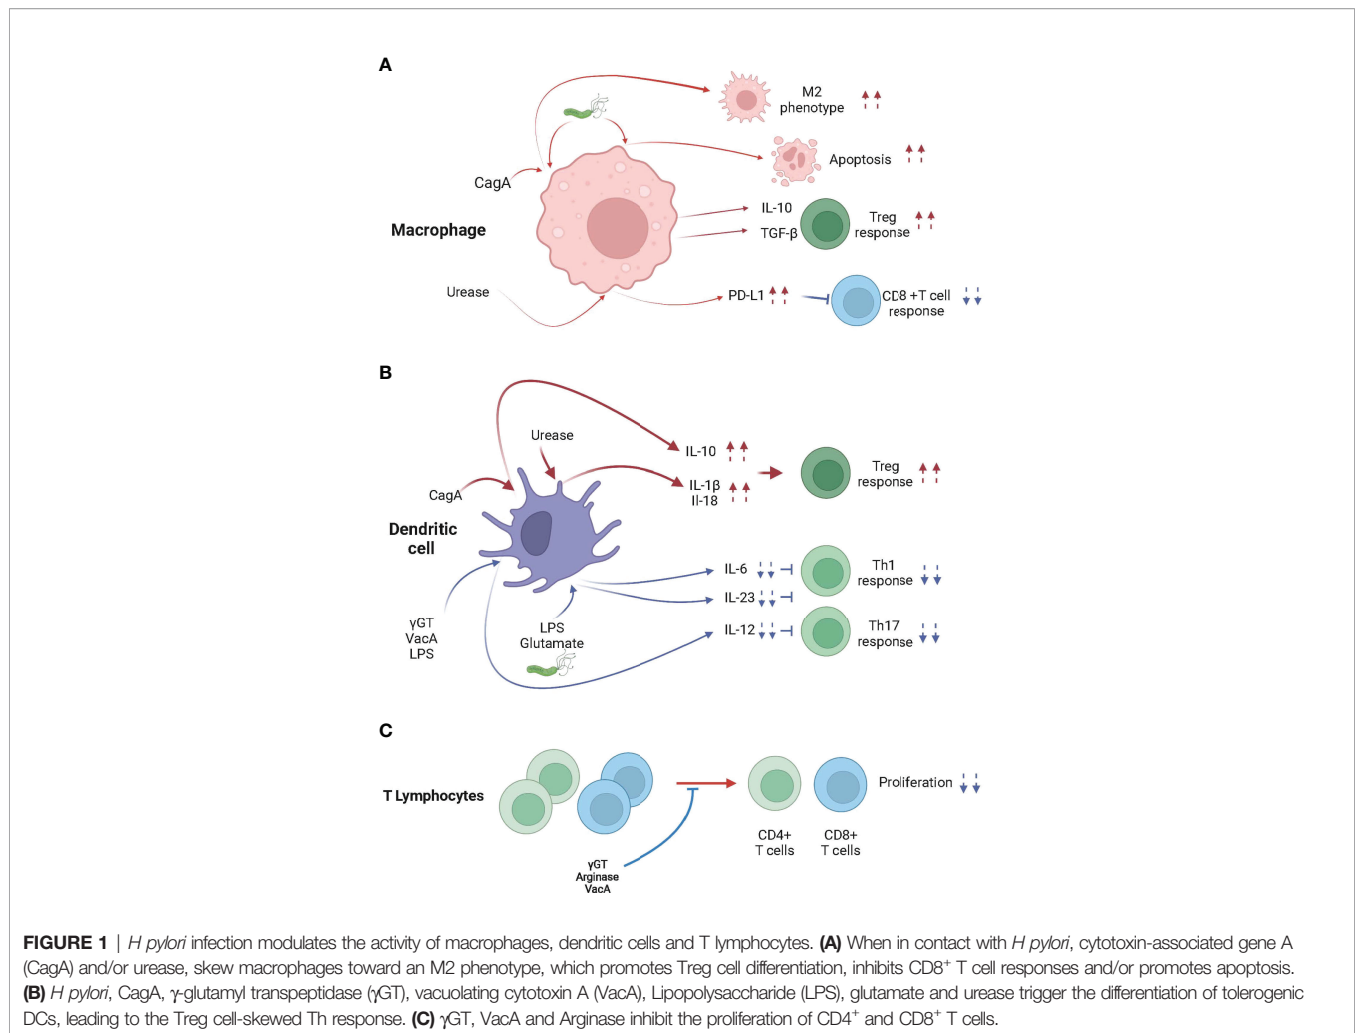 A
M2
phenotype
Apoptosis
CagA
IL-10
TGF-β
Treg
response
Macrophage
Urease
PD-L1
CD8 +T cell
response
B
Urease
IL-10
IL-1β
Il-18
Treg
response
CagA
Dendritic
cell
IL-6
Th1
response
IL-23
IL-12
Th17
response
γGT
VacA
LPS
LPS
Glutamate
C
T Lymphocytes
Proliferation
CD4+
T cells
CD8+
T cells
γGT
Arginase
VacA
FIGURE 1 | H pylori infection modulates the activity of macrophages, dendritic cells and T lymphocytes. (A) When in contact with H pylori, cytotoxin-associated gene A
(CagA) and/or urease, skew macrophages toward an M2 phenotype, which promotes Treg cell differentiation, inhibits CD8⁺ T cell responses and/or promotes apoptosis.
(B) H pylori, CagA, γ-glutamyl transpeptidase (γGT), vacuolating cytotoxin A (VacA), Lipopolysaccharide (LPS), glutamate and urease trigger the differentiation of tolerogenic
DCs, leading to the Treg cell-skewed Th response. (C) γGT, VacA and Arginase inhibit the proliferation of CD4⁺ and CD8⁺ T cells.